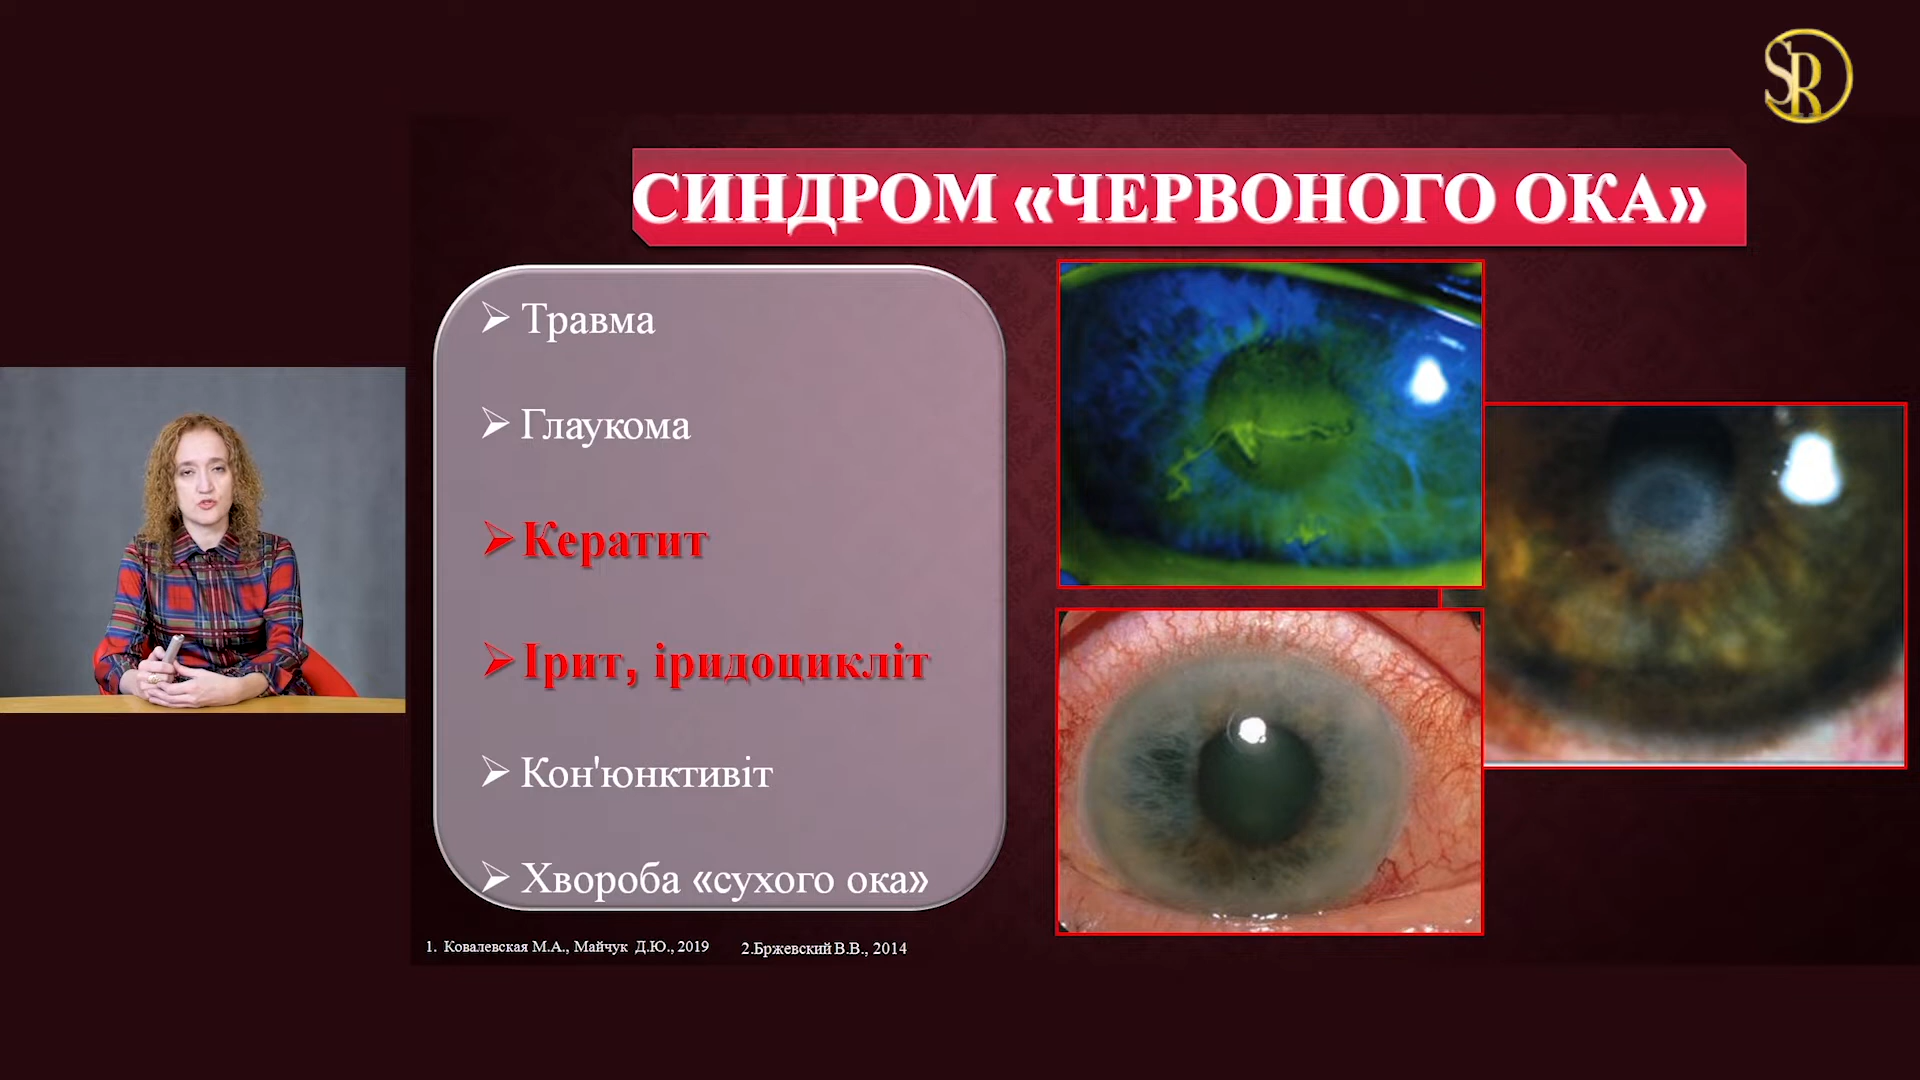 SR
СИНДРОМ «ЧЕРВОНОГО ОКА»
Травма
Глаукома
Кератит
Ірит, іридоцикліт
Кон'юнктивіт
Хвороба «сухого ока»
1. Ковалевская М.А., Майчук Д.Ю., 2019
2.Бржевский В.В., 2014